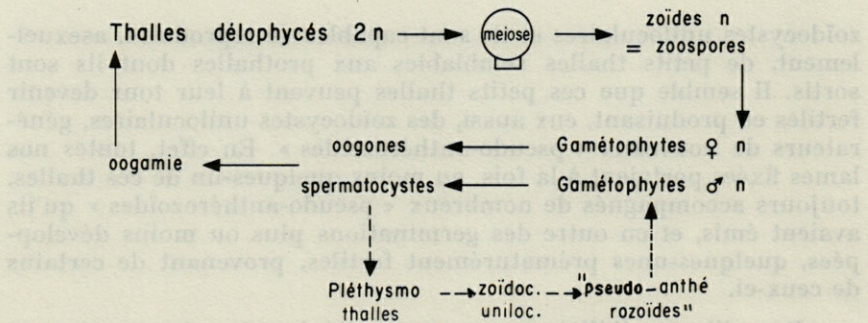 Thalles délophycés 2n
meiose
zoïdes n
= zoospores
oogones
Gamétophytes ♀ n
oogamie
spermatocystes
Gamétophytes ♂ n
Pléthysmo
thalles
zoïdoc.
uniloc.
"Pseudo-anthé
rozoïdes"